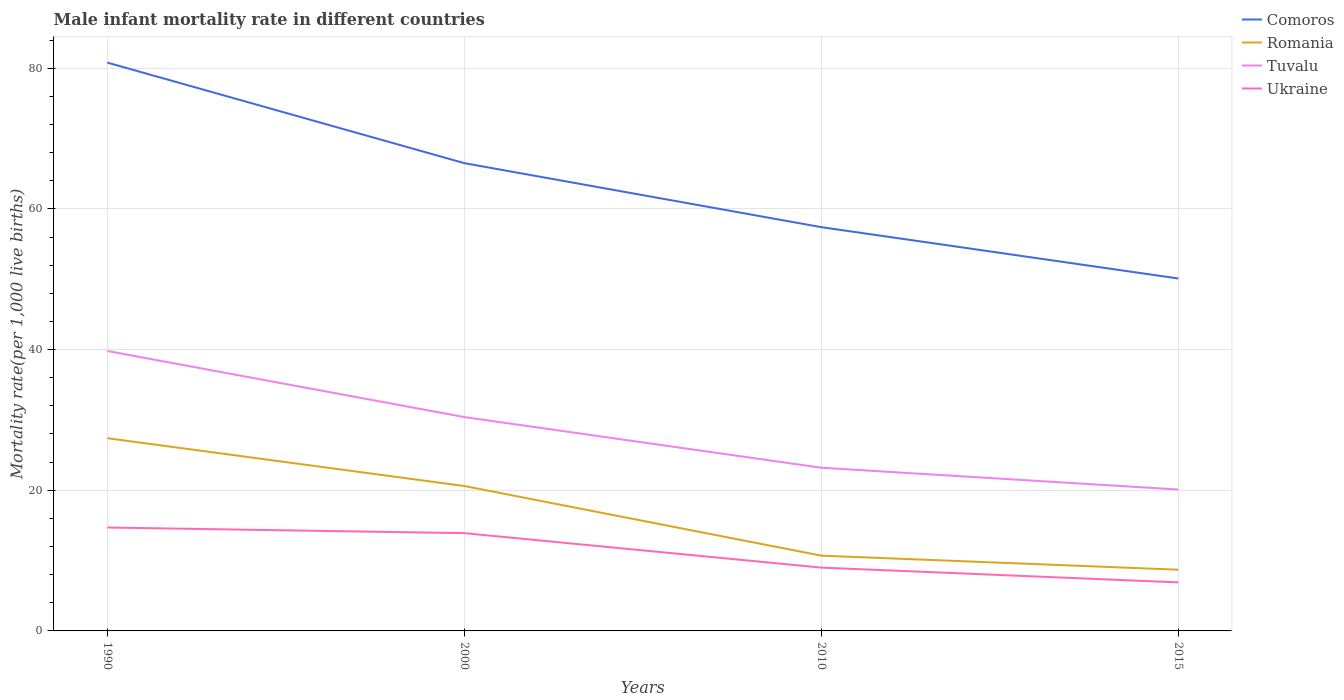 Male infant mortality rate in different countries
Comoros
Romania
Tuvalu
Ukraine
Mortality rate(per 1,000 live births)
80
60
40
20
0
1990
2000
2010
2015
Years